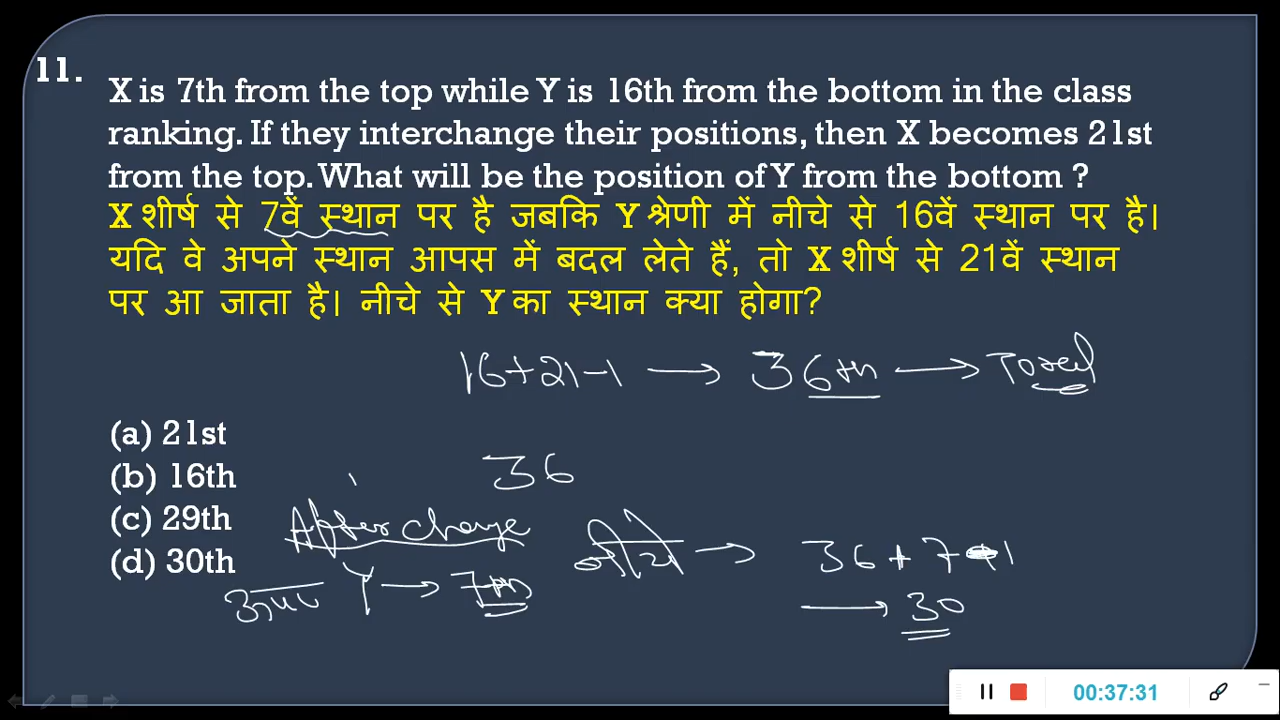 11.
X is 7th from the top while Y is 16th from the bottom in the class
ranking. If they interchange their positions, then X becomes 21st
from the top. What will be the position of Y from the bottom ?
X शीर्ष से 7वें स्थान पर है जबकि Y श्रेणी में नीचे से 16वें स्थान पर है।
यदि वे अपने स्थान आपस में बदल लेते हैं, तो X शीर्ष से 21वें स्थान
पर आ जाता है। नीचे से Y का स्थान क्या होगा?
16+21-1 → 36th → Total
(a) 21st
(b) 16th
(c) 29th
(d) 30th
36
After change
नीचे → 36+7-1
ऊपर Y → 7th
→ 30
00:37:31